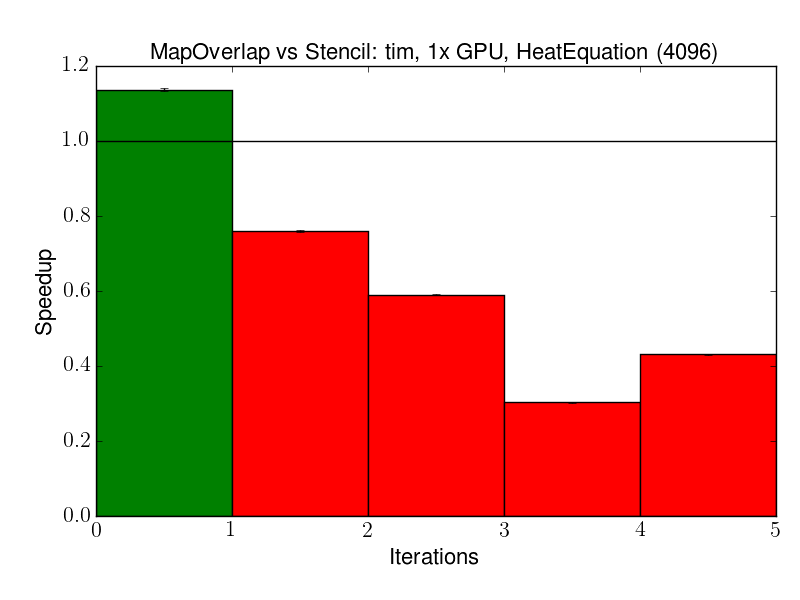 MapOverlap vs Stencil: tim, 1x GPU, HeatEquation (4096)
1.2
1.0
0.8
0.6
0.4
0.2
0.0
Speedup
0 1 2 3 4 5
Iterations